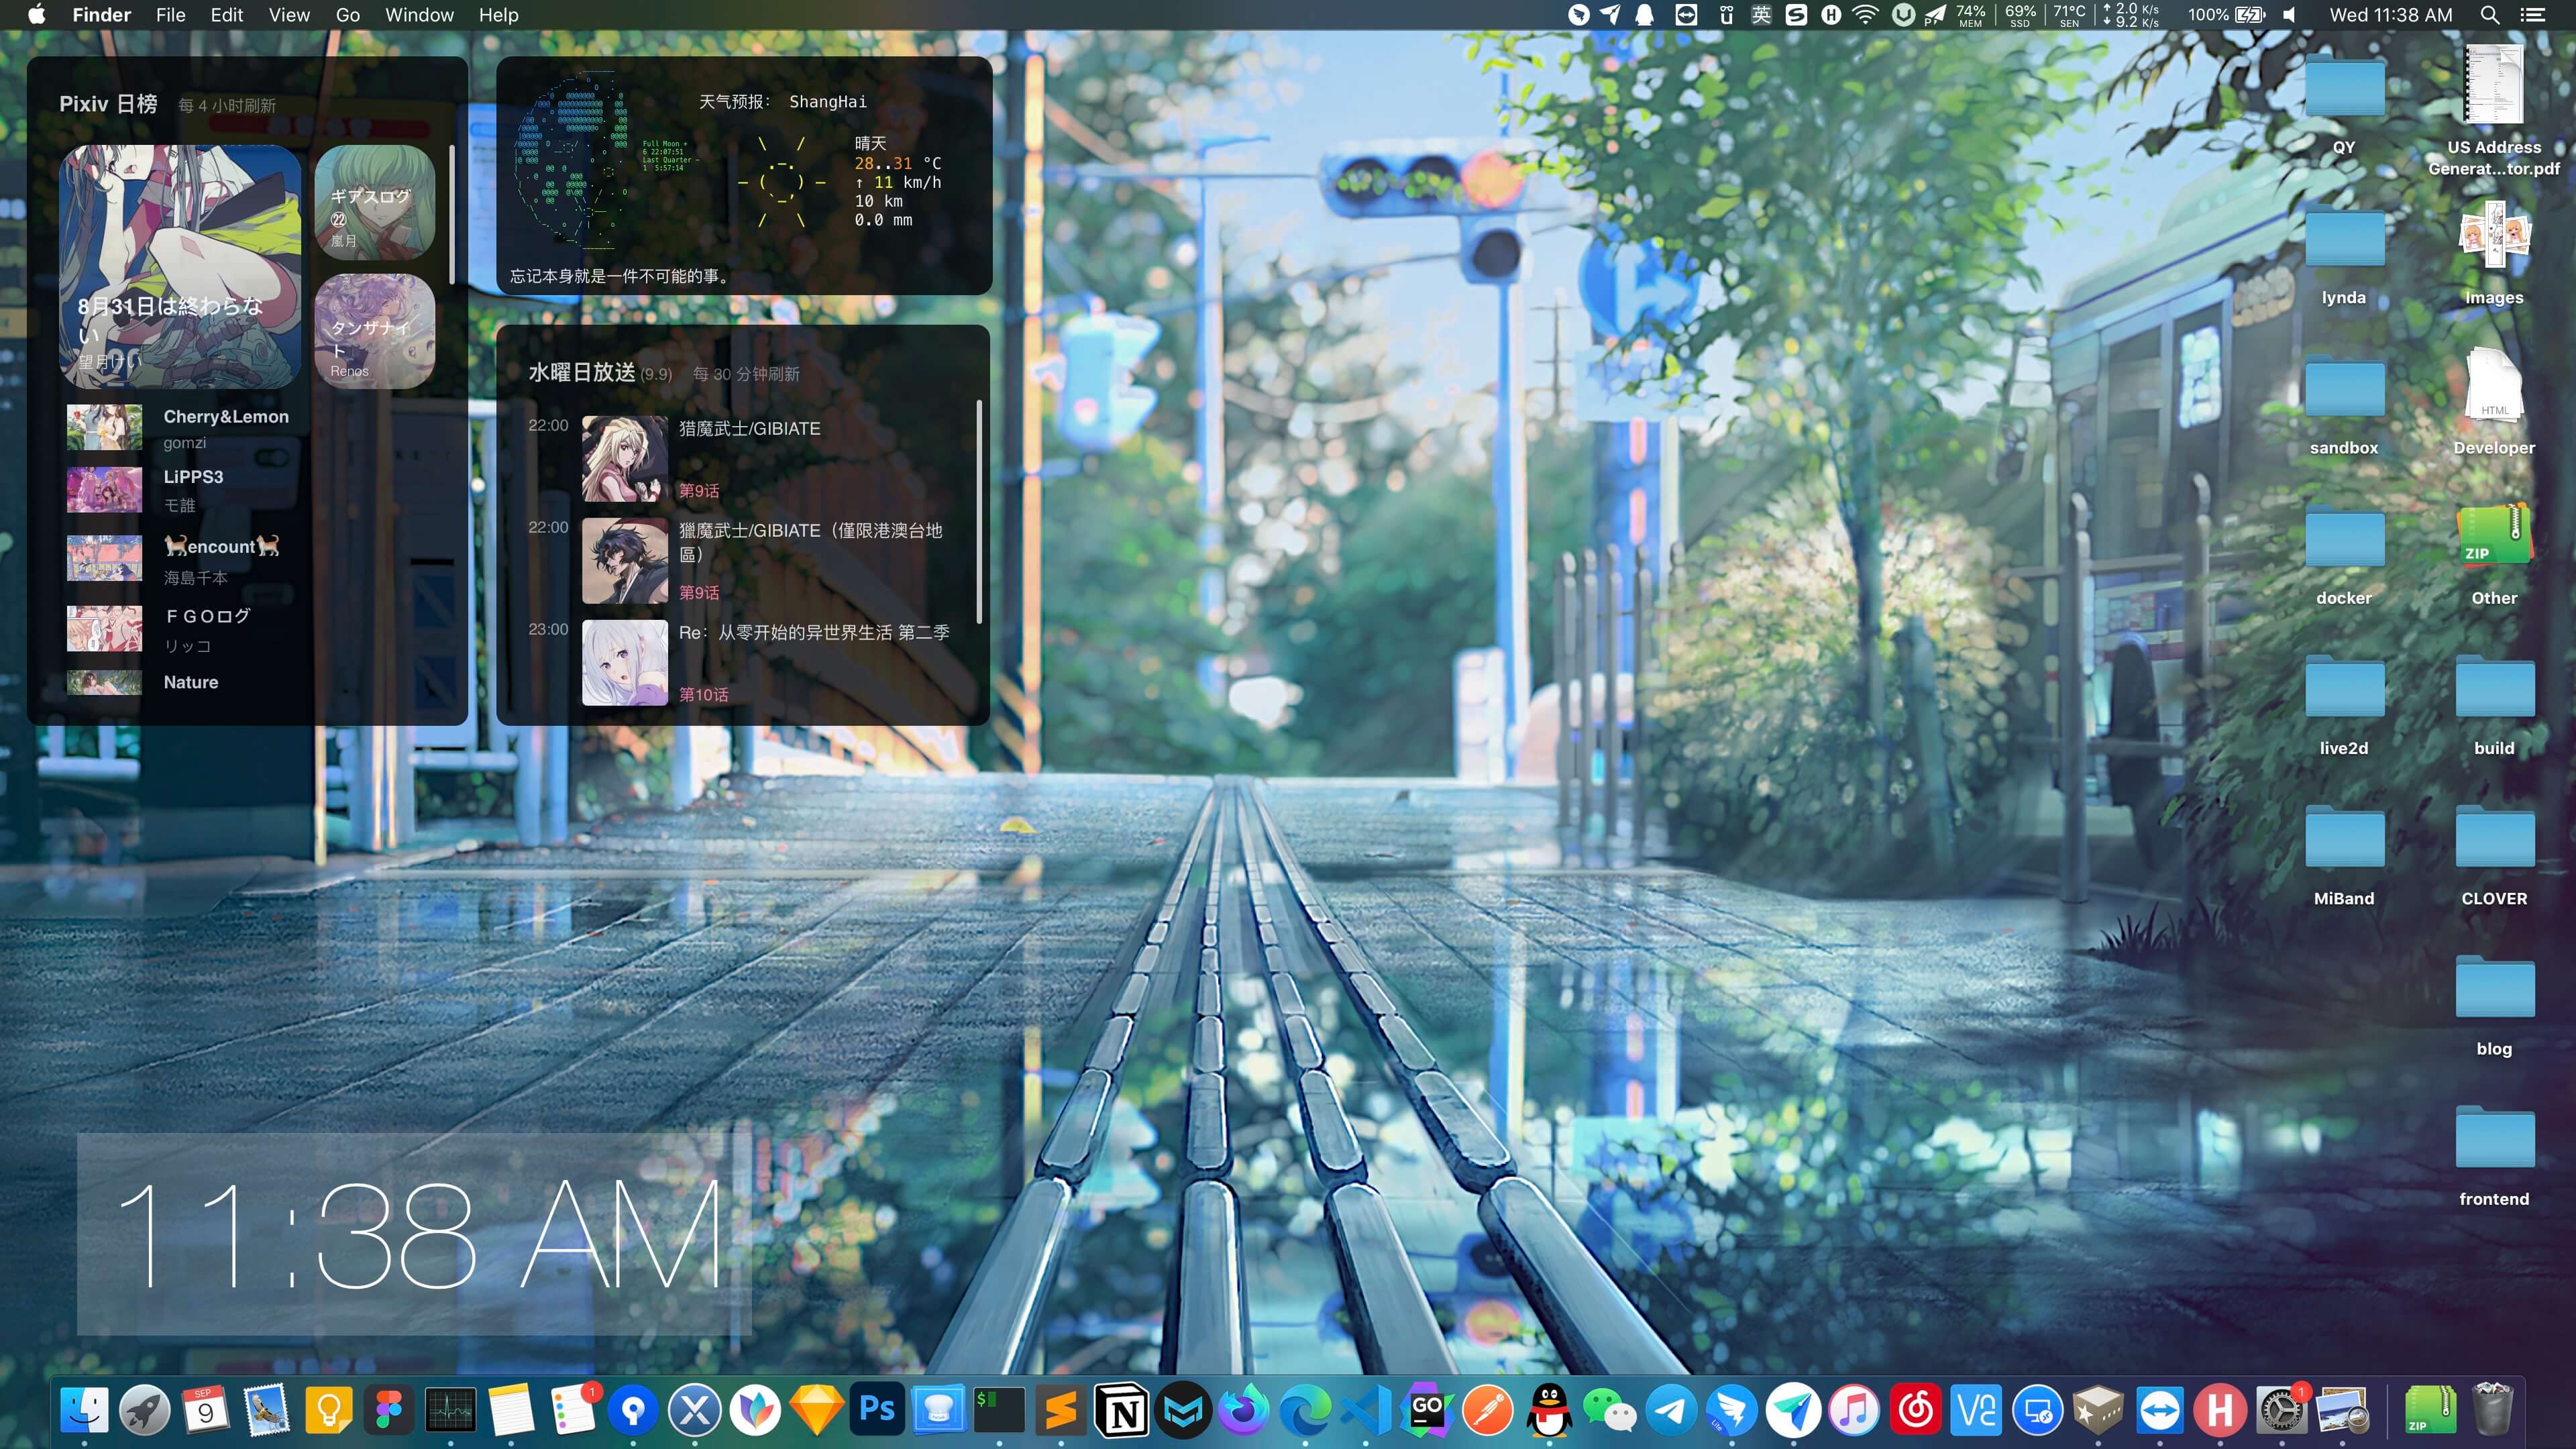 Finder File Edit View Go Window Help
英
74% MEM
69% SSD
71°C SEN
↑ 2.0 K/s
↓ 9.2 K/s
100%
Wed 11:38 AM
Pixiv 日榜 每 4 小时刷新
8月31日は終わらな
い
望月けい
ギアスログ
㉒
嵐月
タンザナイ
ト
Renos
Cherry&Lemon
gomzi
LiPPS3
モ誰
🐈encount🐈
海島千本
ＦＧＯログ
リッコ
Nature
天气预报： ShangHai
Full Moon +
6 22:07:51
Last Quarter -
1 5:57:14
晴天
28..31 °C
↑ 11 km/h
10 km
0.0 mm
忘记本身就是一件不可能的事。
水曜日放送 (9.9) 每 30 分钟刷新
22:00
猎魔武士/GIBIATE
第9话
22:00
獵魔武士/GIBIATE（僅限港澳台地
區）
第9话
23:00
Re：从零开始的异世界生活 第二季
第10话
QY
US Address
Generat...tor.pdf
lynda
Images
sandbox
HTML
Developer
docker
ZIP
Other
live2d
build
MiBand
CLOVER
blog
frontend
11:38 AM
SEP
9
1
Ps
$
N
GO
Lite
H
1
ZIP